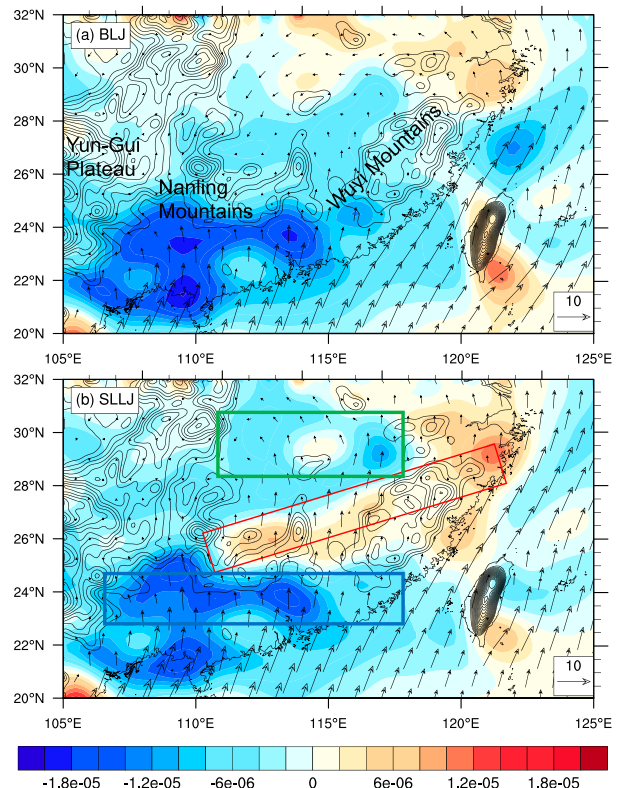 32°N
(a) BLJ
30°N
28°N
Yun-Gui
Plateau
Wuyi Mountains
26°N
Nanling
Mountains
24°N
22°N
10
20°N
105°E 110°E 115°E 120°E 125°E
32°N
(b) SLLJ
30°N
28°N
26°N
24°N
22°N
10
20°N
105°E 110°E 115°E 120°E 125°E
-1.8e-05 -1.2e-05 -6e-06 0 6e-06 1.2e-05 1.8e-05